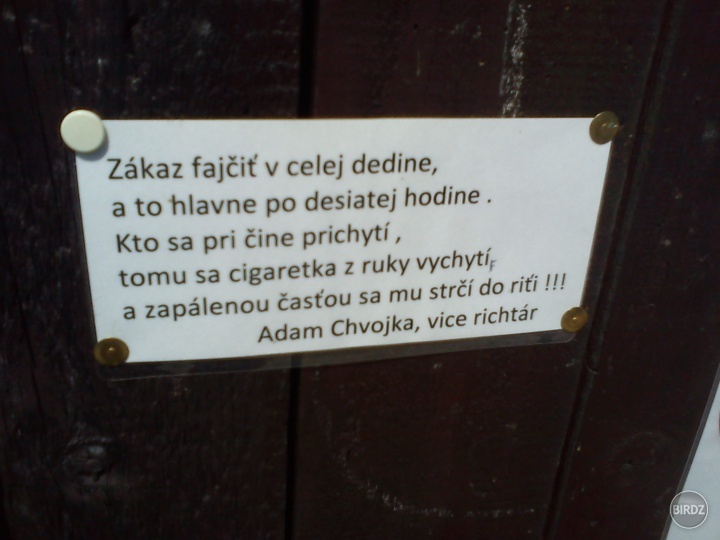 Zákaz fajčiť v celej dedine,
a to hlavne po desiatej hodine .
Kto sa pri čine prichytí ,
tomu sa cigaretka z ruky vychytí,
a zapálenou časťou sa mu strčí do riťi !!!
Adam Chvojka, vice richtár
BIRDZ